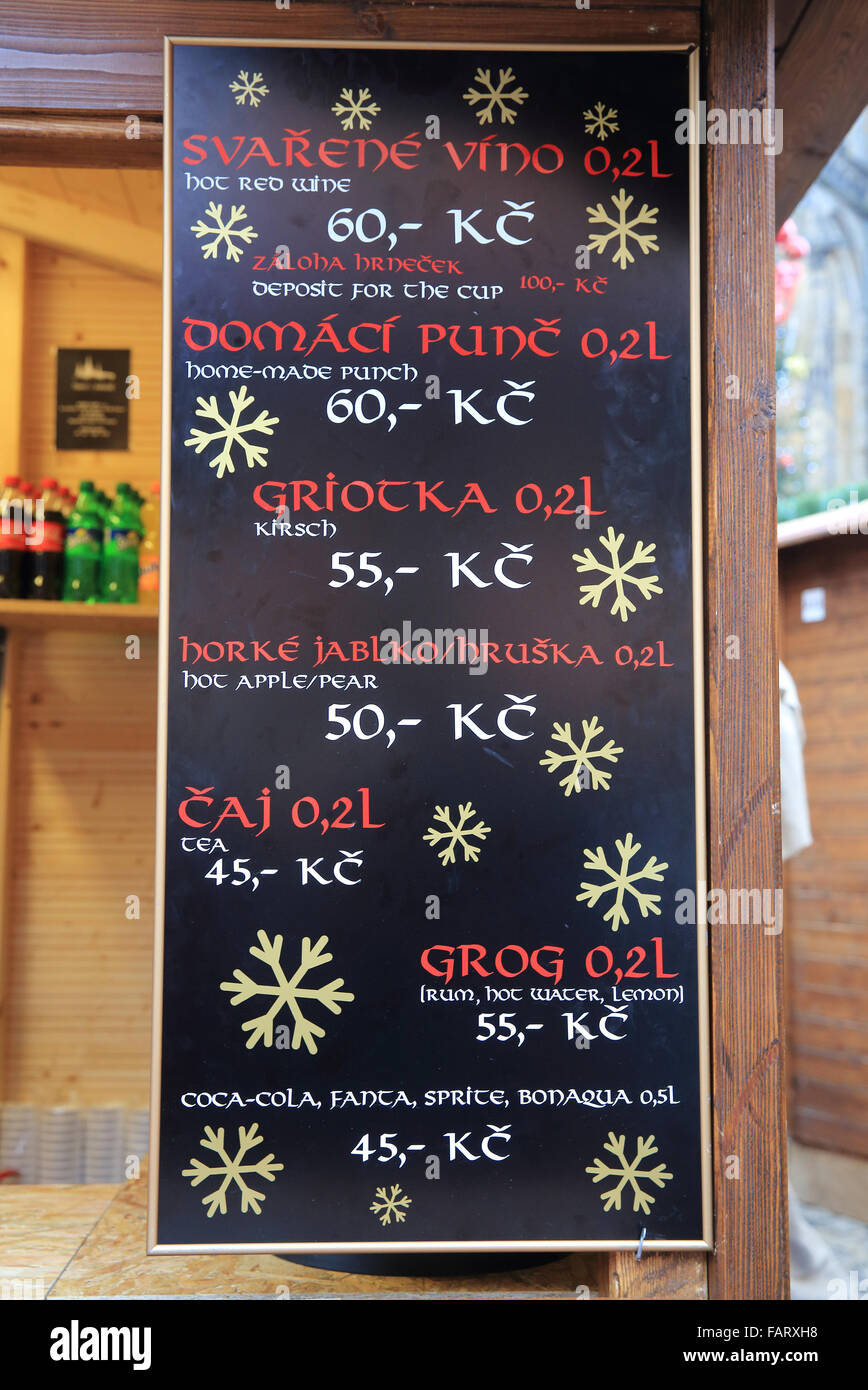 SVAŘENÉ VÍNO 0,2L
HOT RED WINE
60,- KČ
ZÁLOHA HRNEČEK
DEPOSIT FOR THE CUP 100,- KČ
DOMÁCÍ PUNČ 0,2L
HOME-MADE PUNCH
60,- KČ
GRIOTKA 0,2L
KIRSCH
55,- KČ
HORKÉ JABLKO/HRUŠKA 0,2L
HOT APPLE/PEAR
50,- KČ
ČAJ 0,2L
TEA
45,- KČ
GROG 0,2L
(RUM, HOT WATER, LEMON)
55,- KČ
COCA-COLA, FANTA, SPRITE, BONAQUA 0,5L
45,- KČ
alamy stock photo
FARXH8
www.alamy.com